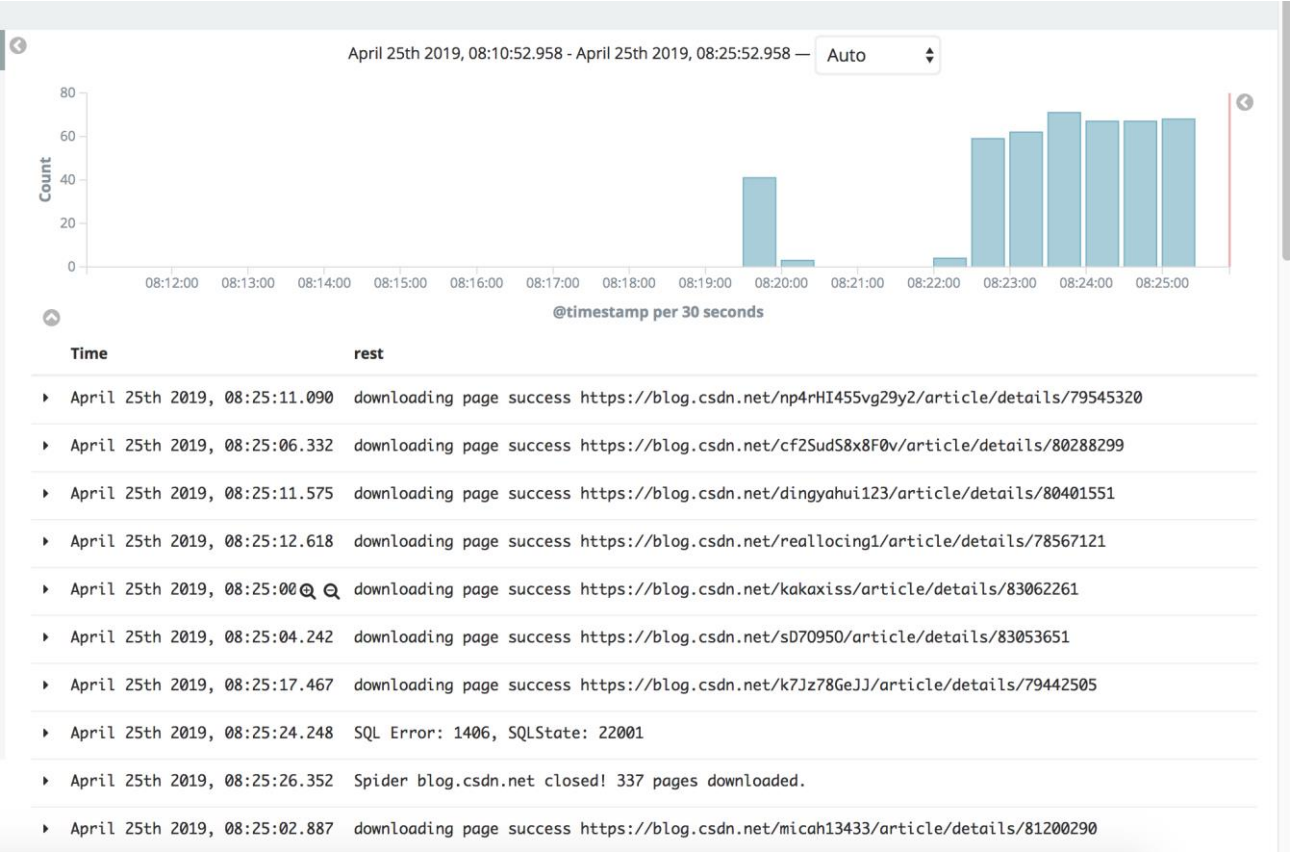 April 25th 2019, 08:10:52.958 - April 25th 2019, 08:25:52.958 — Auto
80
60
40
20
0
Count
08:12:00 08:13:00 08:14:00 08:15:00 08:16:00 08:17:00 08:18:00 08:19:00 08:20:00 08:21:00 08:22:00 08:23:00 08:24:00 08:25:00
@timestamp per 30 seconds
Time rest
April 25th 2019, 08:25:11.090 downloading page success https://blog.csdn.net/np4rHI455vg29y2/article/details/79545320
April 25th 2019, 08:25:06.332 downloading page success https://blog.csdn.net/cf2SudS8x8F0v/article/details/80288299
April 25th 2019, 08:25:11.575 downloading page success https://blog.csdn.net/dingyahui123/article/details/80401551
April 25th 2019, 08:25:12.618 downloading page success https://blog.csdn.net/reallocing1/article/details/78567121
April 25th 2019, 08:25:00 downloading page success https://blog.csdn.net/kakaxiss/article/details/83062261
April 25th 2019, 08:25:04.242 downloading page success https://blog.csdn.net/sD7O95O/article/details/83053651
April 25th 2019, 08:25:17.467 downloading page success https://blog.csdn.net/k7Jz78GeJJ/article/details/79442505
April 25th 2019, 08:25:24.248 SQL Error: 1406, SQLState: 22001
April 25th 2019, 08:25:26.352 Spider blog.csdn.net closed! 337 pages downloaded.
April 25th 2019, 08:25:02.887 downloading page success https://blog.csdn.net/micah13433/article/details/81200290